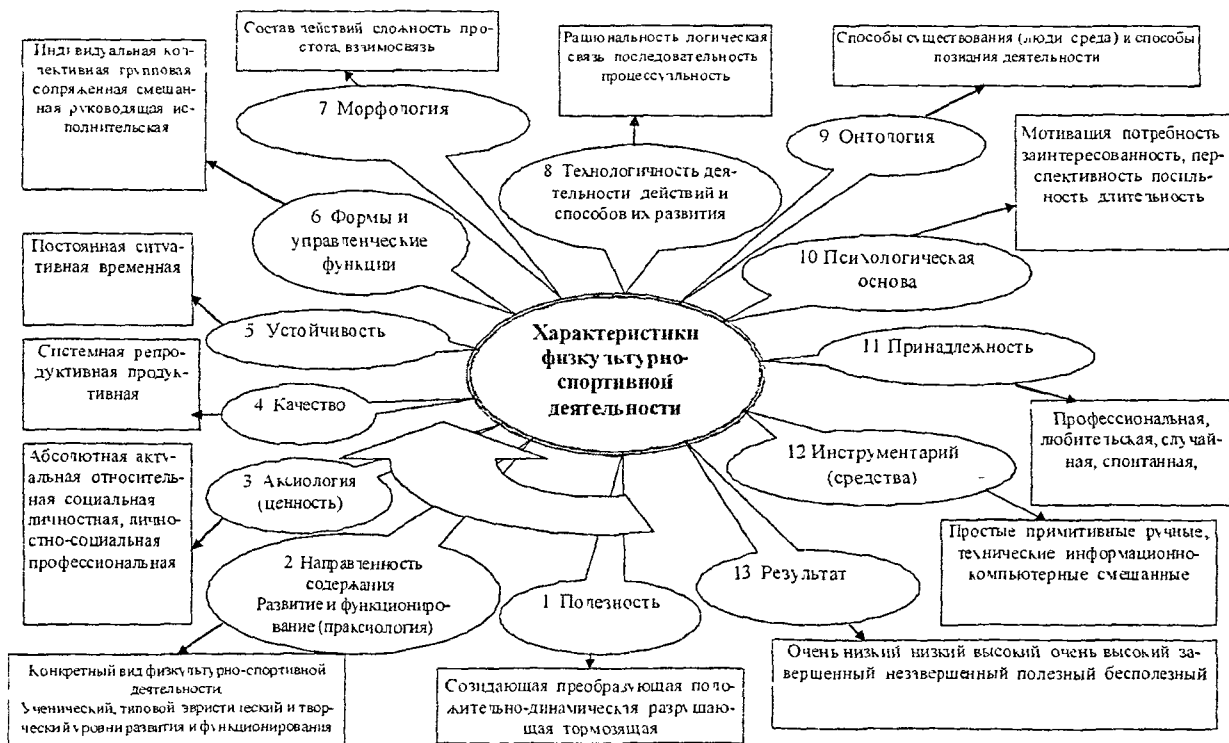 Состав действий сложность про-
стота, взаимосвязь
7 Морфология
Рациональность логическая
связь последовательность
процессуальность
8 Технологичность дея-
тельности действий и
способов их развития
Способы существования (люди среда) и способы
познания деятельности
9 Онтология
Мотивация потребность
заинтересованность, пер-
спективность посиль-
ность длительность
10 Психологическая
основа
Индивидуальная кол-
лективная групповая
сопряженная смешан-
ная руководящая ис-
полнительская
6 Формы и
управленческие
функции
Постоянная ситуа-
тивная временная
5 Устойчивость
Системная репро-
дуктивная продук-
тивная
4 Качество
Абсолютная акту-
альная относитель-
ная социальная
личностная, лично-
стно-социальная
профессиональная
3 Аксиология
(ценность)
Характеристики
физкультурно-
спортивной
деятельности
11 Принадлежность
Профессиональная,
любительская, случай-
ная, спонтанная,
12 Инструментарий
(средства)
Простые примитивные ручные,
технические информационно-
компьютерные смешанные
13 Результат
Очень низкий низкий высокий очень высокий за-
вершенный незавершенный полезный бесполезный
1 Полезность
Созидающая преобразующая поло-
жительно-динамическая разрушаю-
щая тормозящая
2 Направленность
содержания
Развитие и функциониро-
вание (праксиология)
Конкретный вид физкультурно-спортивной
деятельности
Ученический, типовой эвристический и твор-
ческий уровни развития и функционирования